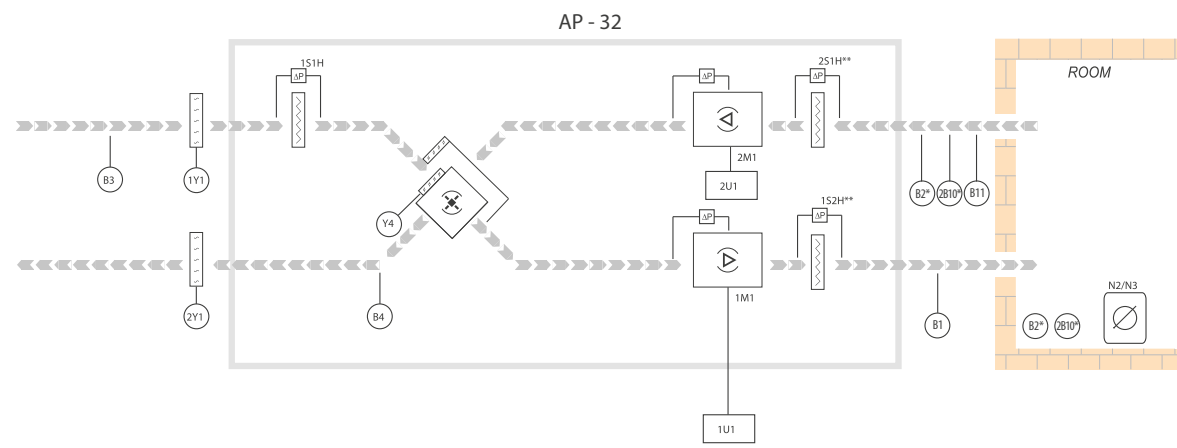 AP - 32
1S1H
ΔP
ΔP
2S1H**
ΔP
ROOM
2M1
B3
1Y1
2U1
B2*
2B10*
B11
Y4
ΔP
1S2H**
ΔP
1M1
N2/N3
2Y1
B4
B1
B2*
2B10*
1U1